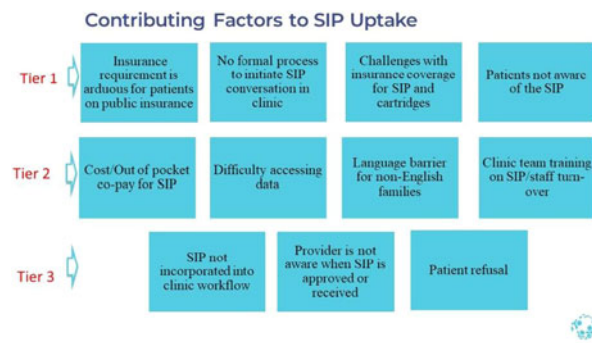 Contributing Factors to SIP Uptake
Tier 1
Insurance
requirement is
arduous for patients
on public insurance
No formal process
to initiate SIP
conversation in
clinic
Challenges with
insurance coverage
for SIP and
cartridges
Patients not aware
of the SIP
Tier 2
Cost/Out of pocket
co-pay for SIP
Difficulty accessing
data
Language barrier
for non-English
families
Clinic team training
on SIP/staff turn-
over
Tier 3
SIP not
incorporated into
clinic workflow
Provider is not
aware when SIP is
approved or
received
Patient refusal